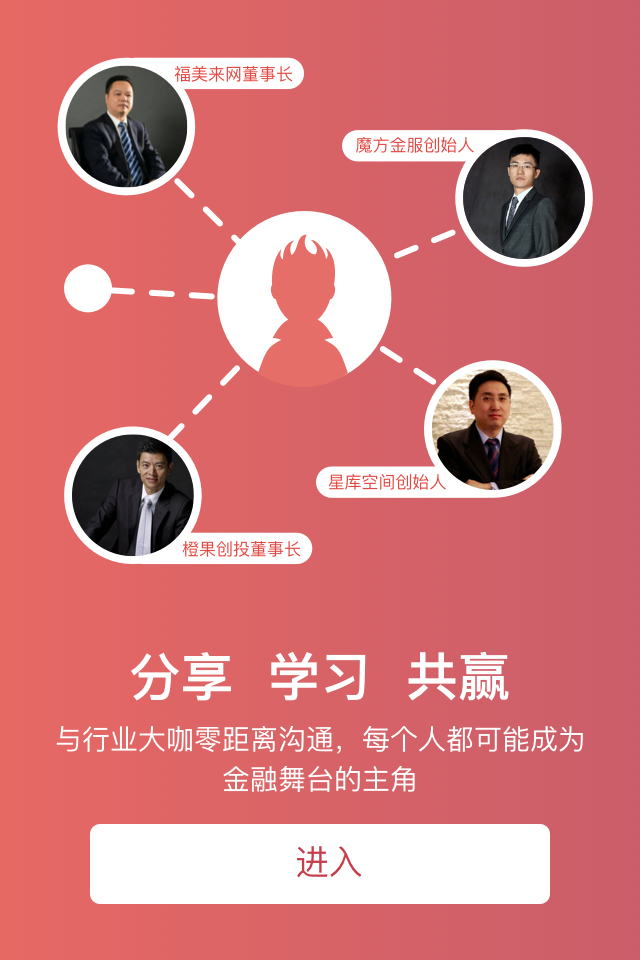 福美来网董事长
魔方金服创始人
星库空间创始人
橙果创投董事长
分享 学习 共赢
与行业大咖零距离沟通，每个人都可能成为
金融舞台的主角
进入